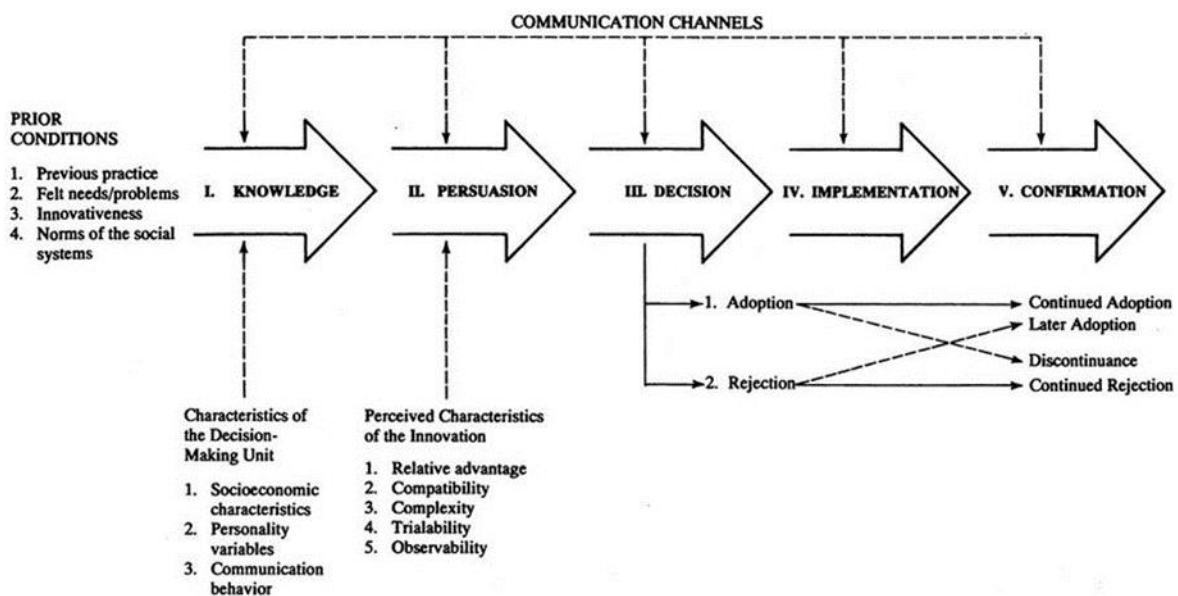 COMMUNICATION CHANNELS
PRIOR
CONDITIONS
1. Previous practice
2. Felt needs/problems
3. Innovativeness
4. Norms of the social
systems
I. KNOWLEDGE
II. PERSUASION
III. DECISION
IV. IMPLEMENTATION
V. CONFIRMATION
1. Adoption
2. Rejection
Continued Adoption
Later Adoption
Discontinuance
Continued Rejection
Characteristics of
the Decision-
Making Unit
1. Socioeconomic
characteristics
2. Personality
variables
3. Communication
behavior
Perceived Characteristics
of the Innovation
1. Relative advantage
2. Compatibility
3. Complexity
4. Trialability
5. Observability